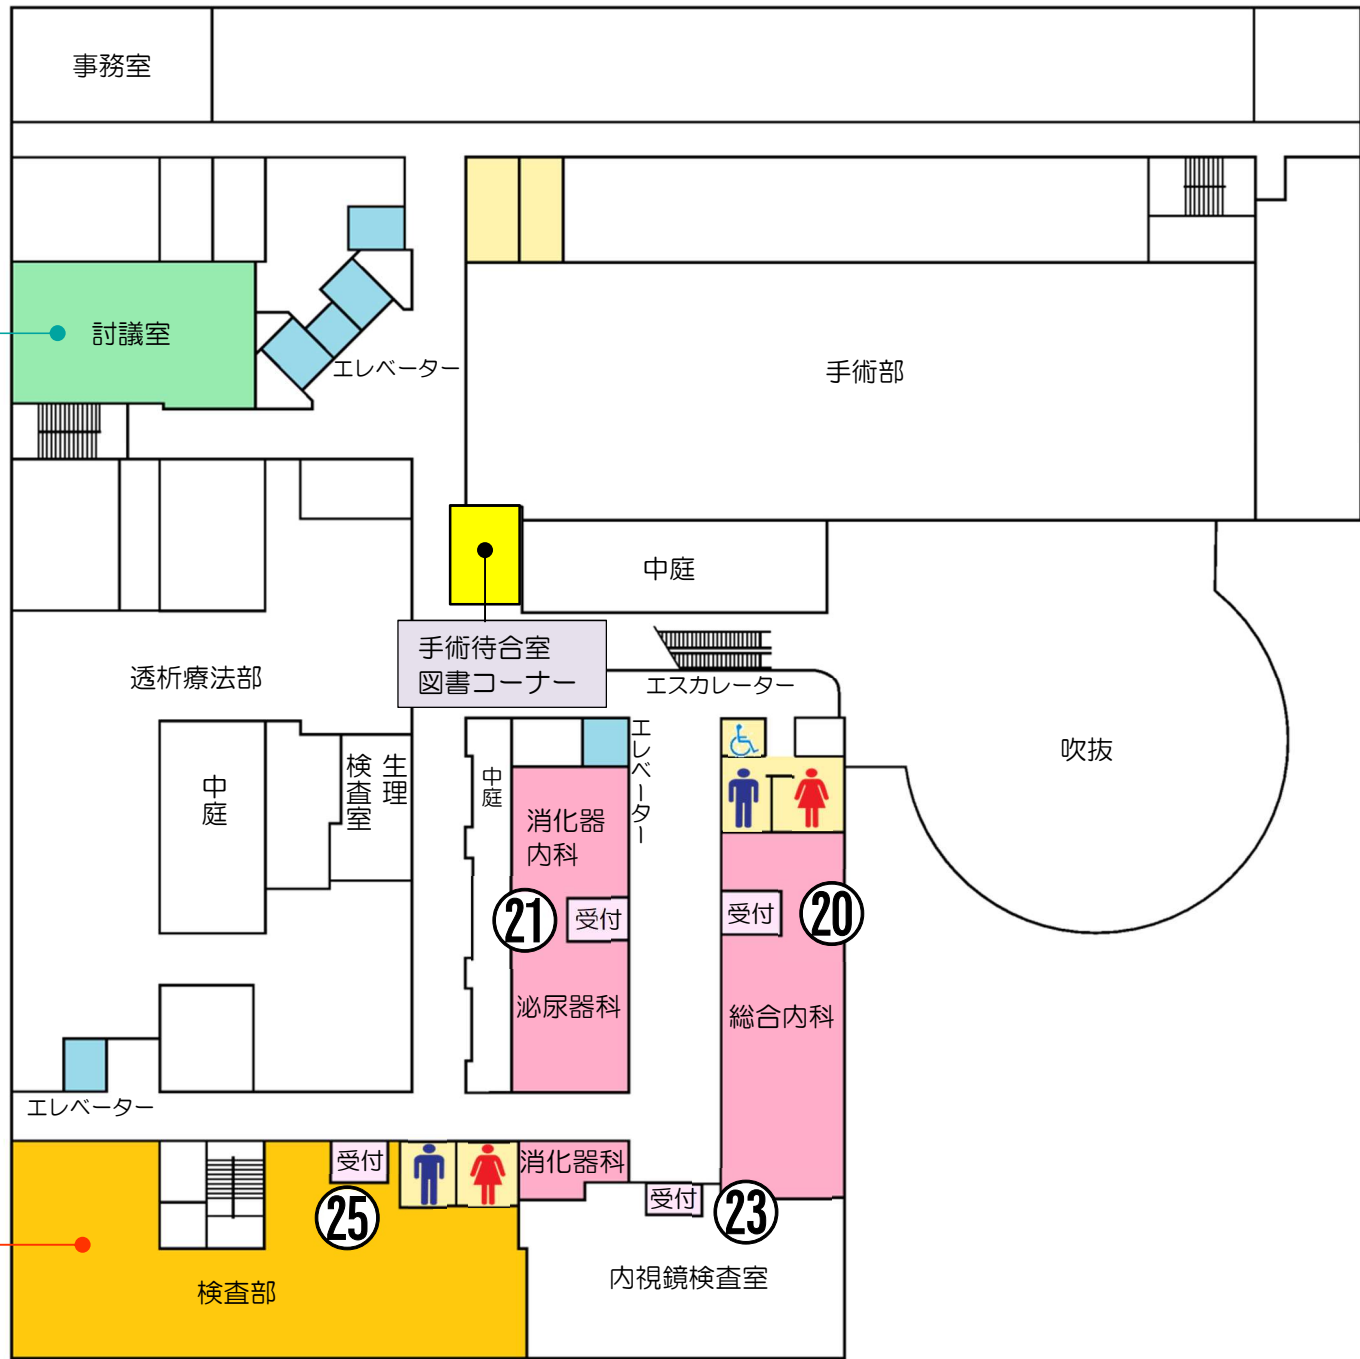 事務室
討議室
エレベーター
手術部
中庭
手術待合室
図書コーナー
エスカレーター
透析療法部
吹抜
中庭
生理
検査室
中庭
エレベーター
消化器
内科
21
受付
受付
20
泌尿器科
総合内科
エレベーター
受付
消化器科
25
受付
23
検査部
内視鏡検査室